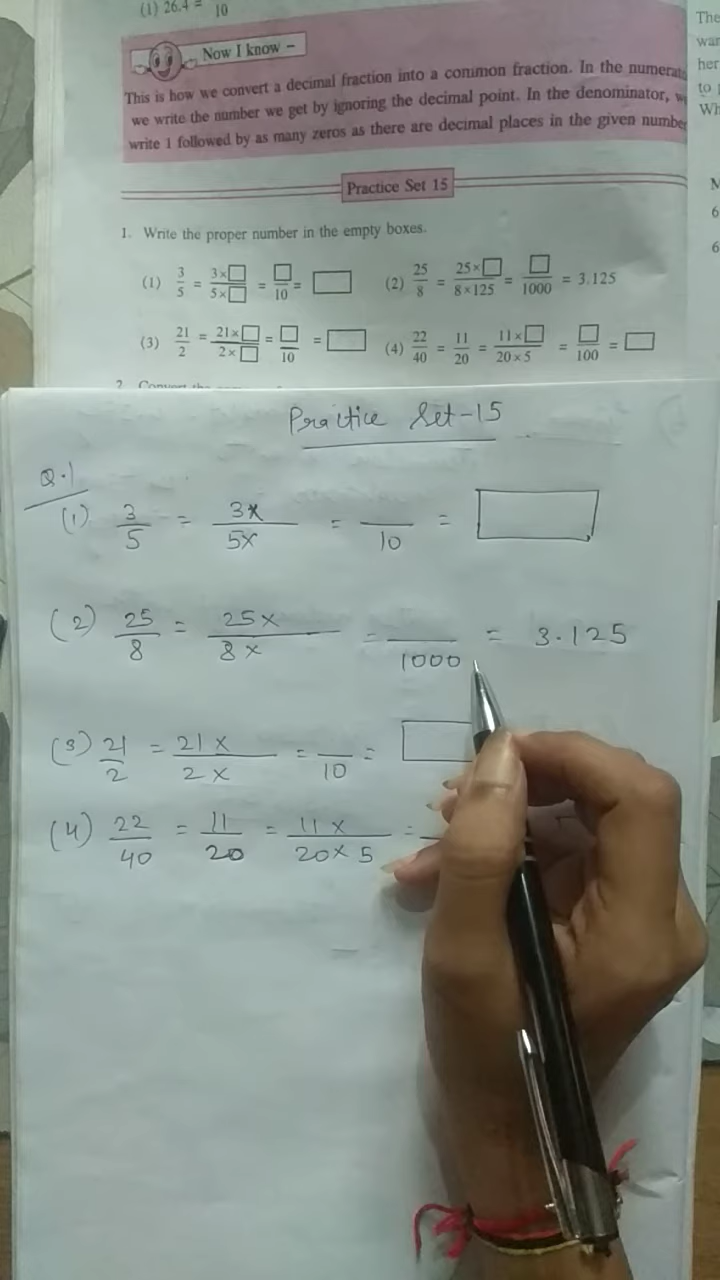 (1) 26.4 = 10
Now I know –
This is how we convert a decimal fraction into a common fraction. In the
we write the number we get by ignoring the decimal point. In the denominator,
write 1 followed by as many zeros as there are decimal places in the given
Practice Set 15
1. Write the proper number in the empty boxes.
(1) 3/5 = 3×□/5×□ = □/10 = □ (2) 25/8 = 25×□/8×125 = □/1000 = 3.125
(3) 21/2 = 21×□/2×□ = □/10 = □ (4) 22/40 = 11/20 = 11×□/20×5 = □/100 = □
Practice Set-15
Q.1
(1) 3/5 = 3×/5× = /10 = □
(2) 25/8 = 25×/8× = /1000 = 3.125
(3) 21/2 = 21×/2× = /10 = □
(4) 22/40 = 11/20 = 11×/20×5 =
The
her
to
Wh
6
6